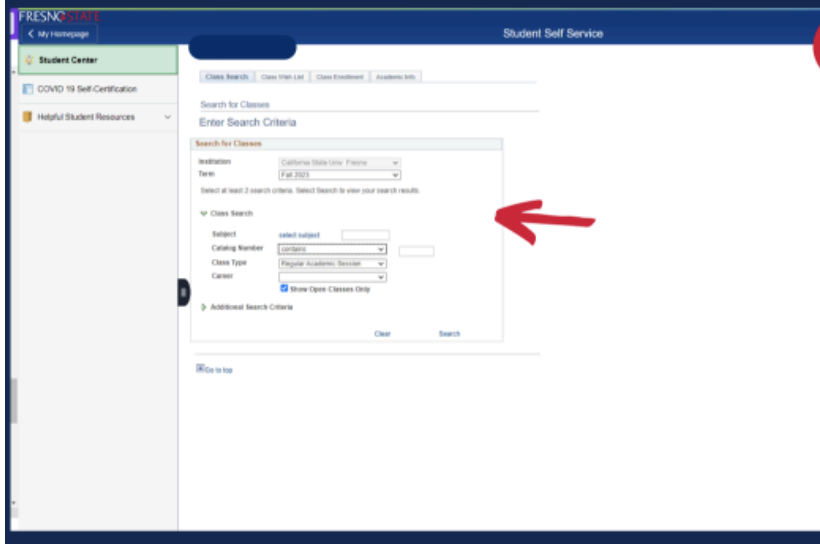 FRESNO STATE
My Homepage
Student Self Service
Student Center
COVID 19 Self-Certification
Helpful Student Resources
Class Search
Class Wish List
Class Enrollment
Academic Info
Search for Classes
Enter Search Criteria
Search for Classes
Institution
California State Univ Fresno
Term
Fall 2023
Select at least 2 search criteria. Select Search to view your search results.
Class Search
Subject
select subject
Catalog Number
contains
Class Type
Regular Academic Session
Career
Show Open Classes Only
Additional Search Criteria
Clear
Search
Go to top